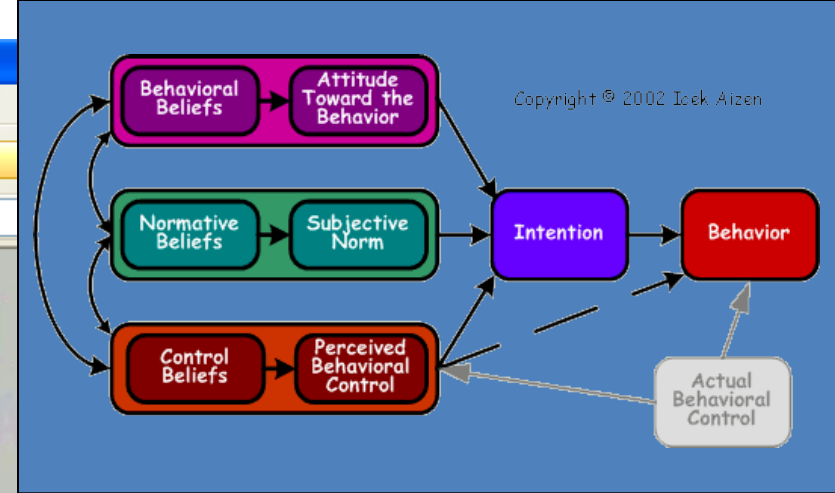 Behavioral
Beliefs
Attitude
Toward the
Behavior
Copyright © 2002 Icek Aizen
Normative
Beliefs
Subjective
Norm
Intention
Behavior
Control
Beliefs
Perceived
Behavioral
Control
Actual
Behavioral
Control